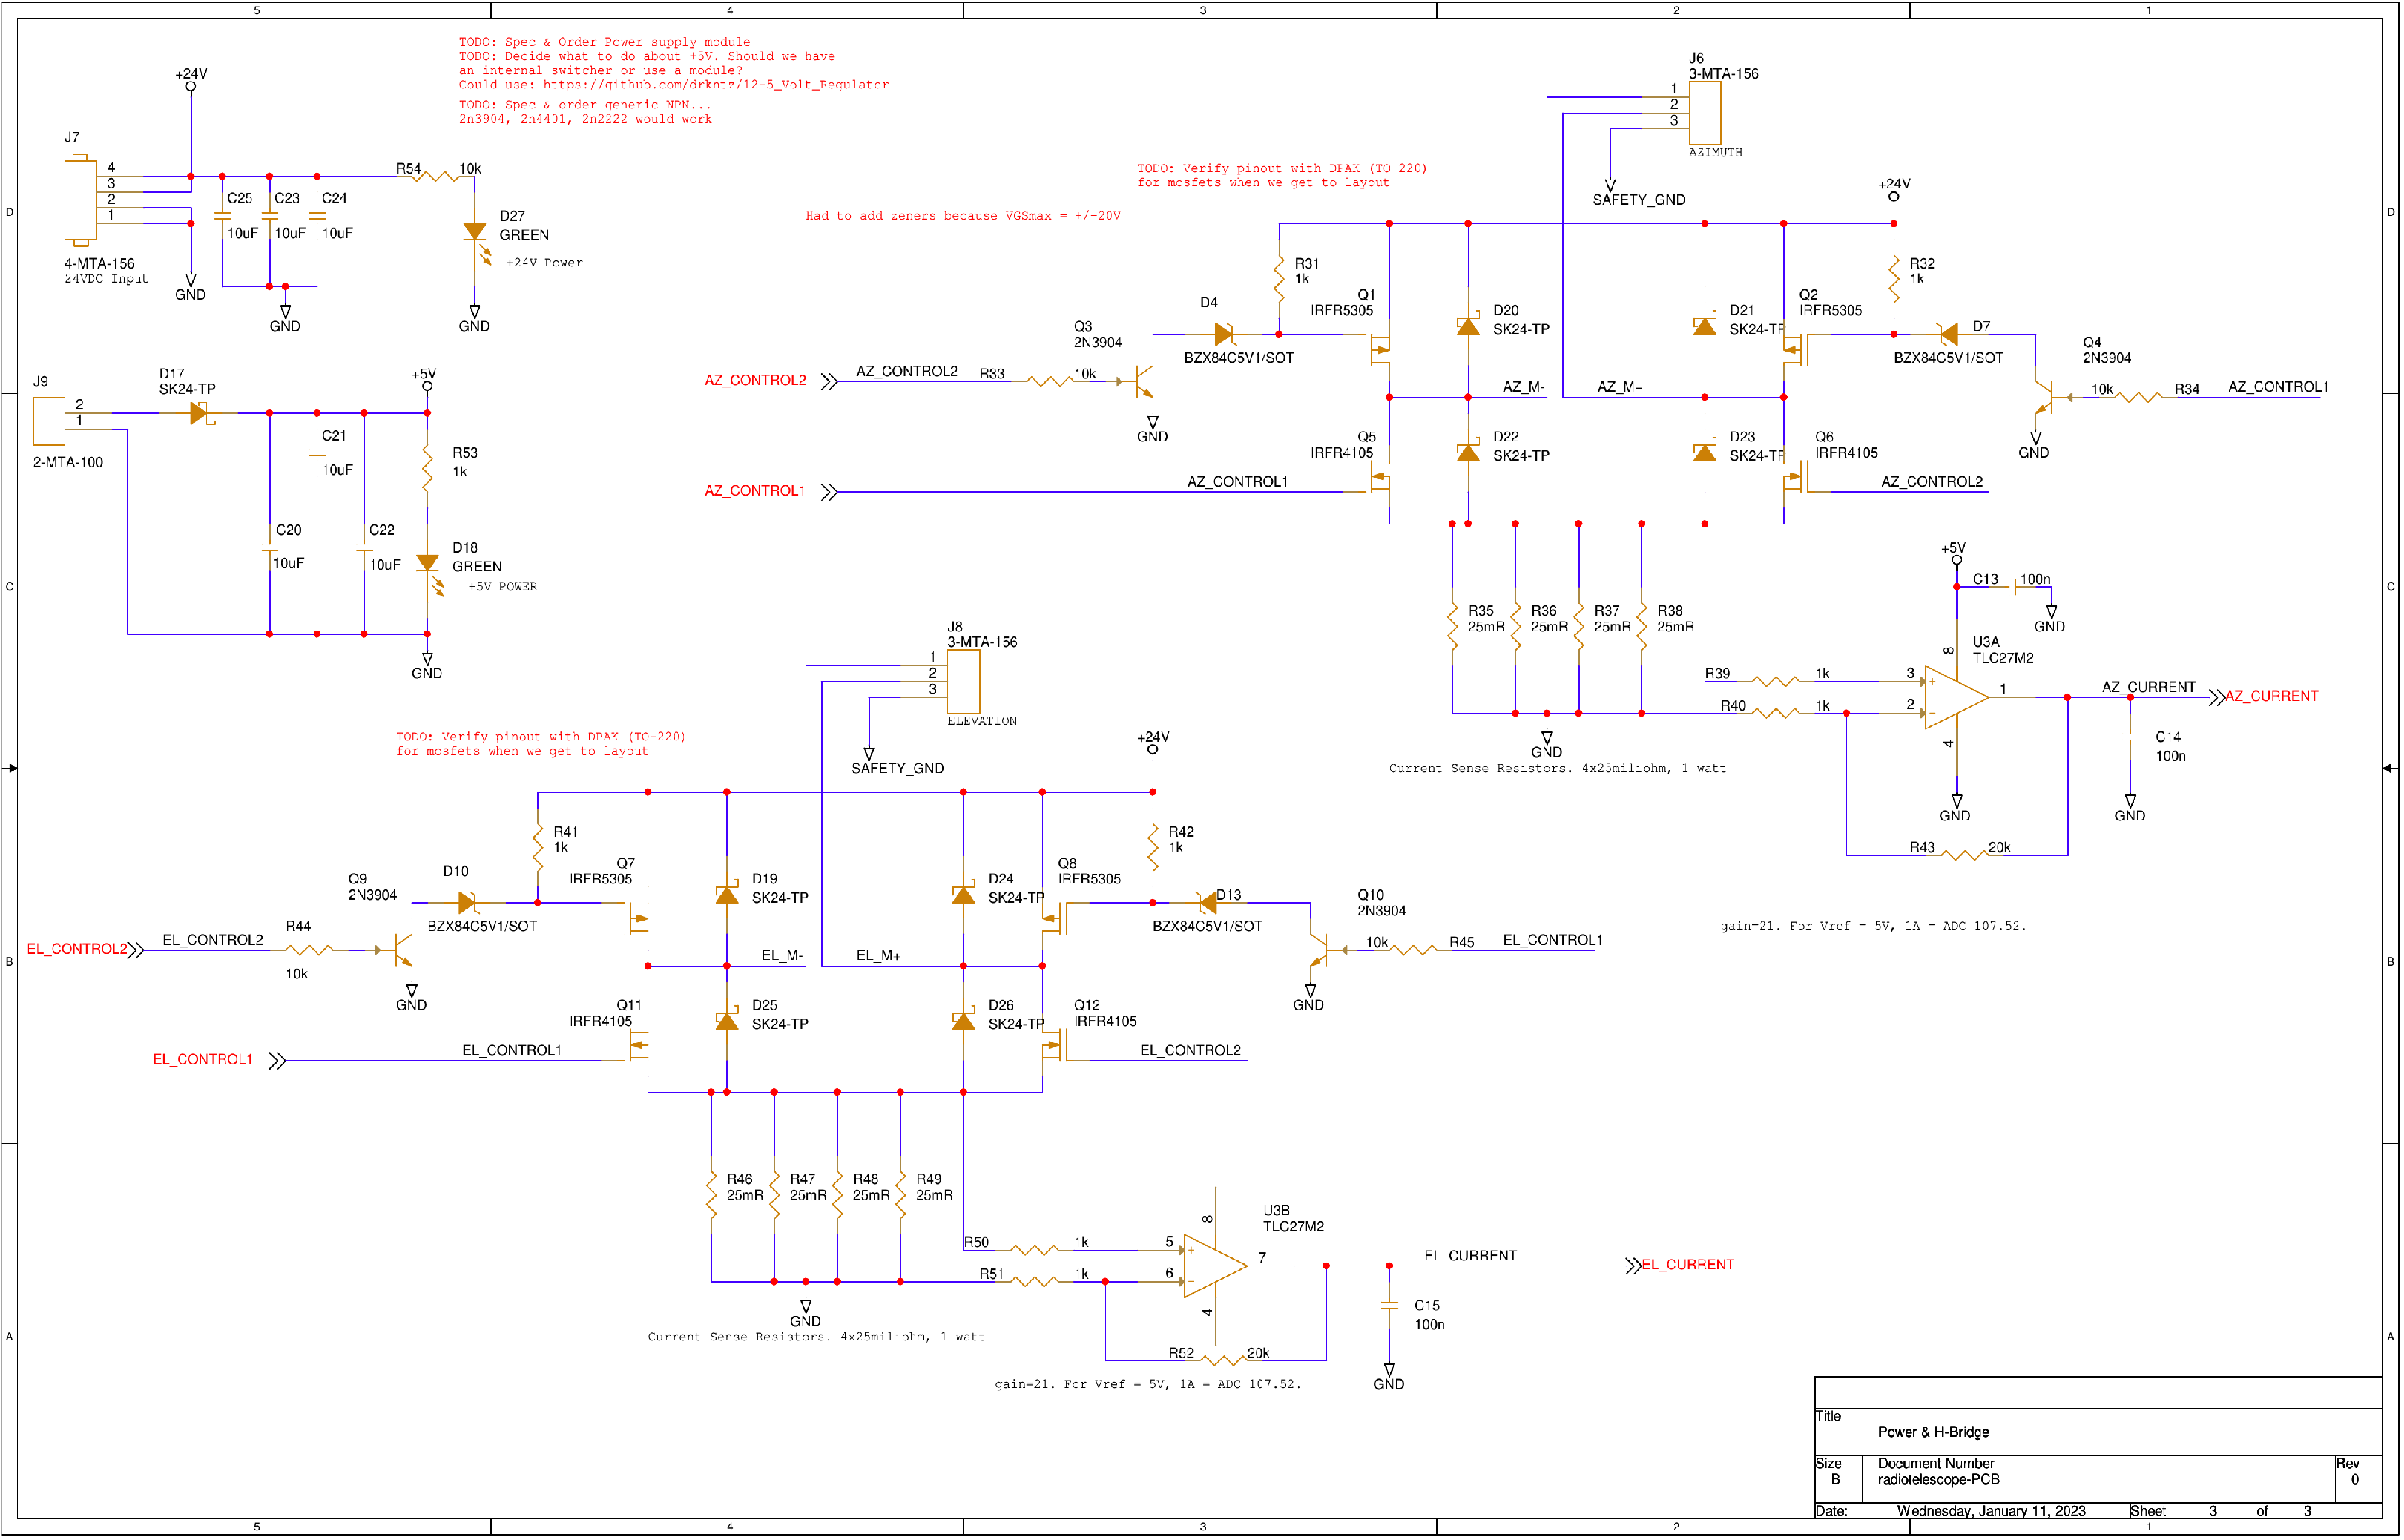 5
4
3
2
1
TODO: Spec & Order Power supply module
TODO: Decide what to do about +5V. Should we have
an internal switcher or use a module?
Could use: https://github.com/drkntz/12-5_Volt_Regulator
TODO: Spec & order generic NPN...
2n3904, 2n4401, 2n2222 would work
+24V
J7
4
3
2
1
4-MTA-156
24VDC Input
GND
C25
10uF
C23
10uF
C24
10uF
GND
R54
10k
D27
GREEN
+24V Power
GND
D
D
J9
2
1
2-MTA-100
D17
SK24-TP
+5V
C21
10uF
R53
1k
C20
10uF
C22
10uF
D18
GREEN
+5V POWER
GND
C
C
J6
3-MTA-156
1
2
3
AZIMUTH
SAFETY_GND
TODO: Verify pinout with DPAK (TO-220)
for mosfets when we get to layout
Had to add zeners because VGSmax = +/-20V
+24V
R31
1k
Q1
IRFR5305
D20
SK24-TP
D21
SK24-TP
Q2
IRFR5305
R32
1k
D4
BZX84C5V1/SOT
D7
BZX84C5V1/SOT
Q3
2N3904
Q4
2N3904
AZ_CONTROL2
AZ_CONTROL2
R33
10k
GND
AZ_M-
AZ_M+
10k
R34
AZ_CONTROL1
GND
Q5
IRFR4105
D22
SK24-TP
D23
SK24-TP
Q6
IRFR4105
AZ_CONTROL1
AZ_CONTROL1
AZ_CONTROL2
R35
25mR
R36
25mR
R37
25mR
R38
25mR
GND
Current Sense Resistors. 4x25miliohm, 1 watt
+5V
C13
100n
GND
U3A
TLC27M2
8
R39
1k
3
+
R40
1k
2
-
1
4
GND
AZ_CURRENT
AZ_CURRENT
C14
100n
GND
R43
20k
gain=21. For Vref = 5V, 1A = ADC 107.52.
J8
3-MTA-156
1
2
3
ELEVATION
SAFETY_GND
TODO: Verify pinout with DPAK (TO-220)
for mosfets when we get to layout
+24V
R41
1k
Q7
IRFR5305
D19
SK24-TP
D24
SK24-TP
Q8
IRFR5305
R42
1k
D10
BZX84C5V1/SOT
D13
BZX84C5V1/SOT
Q9
2N3904
Q10
2N3904
EL_CONTROL2
EL_CONTROL2
R44
10k
GND
EL_M-
EL_M+
10k
R45
EL_CONTROL1
GND
B
B
Q11
IRFR4105
D25
SK24-TP
D26
SK24-TP
Q12
IRFR4105
EL_CONTROL1
EL_CONTROL1
EL_CONTROL2
R46
25mR
R47
25mR
R48
25mR
R49
25mR
GND
Current Sense Resistors. 4x25miliohm, 1 watt
U3B
TLC27M2
8
R50
1k
5
+
R51
1k
6
-
7
4
EL_CURRENT
EL_CURRENT
C15
100n
GND
R52
20k
gain=21. For Vref = 5V, 1A = ADC 107.52.
A
A
Title
Power & H-Bridge
Size
B
Document Number
radiotelescope-PCB
Rev
0
Date:
Wednesday, January 11, 2023
Sheet
3
of
3
5
4
3
2
1